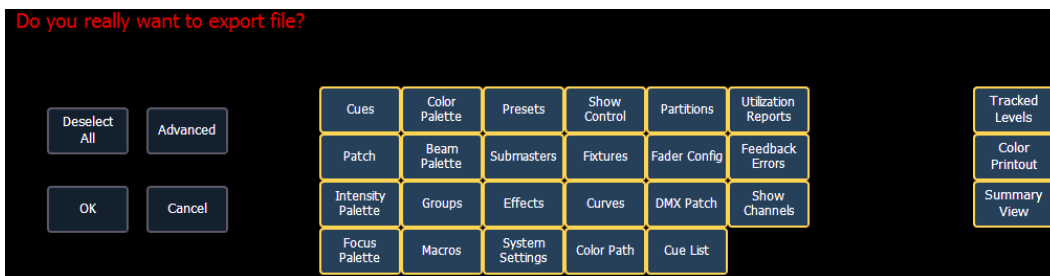 Do you really want to export file?
Deselect
All
Advanced
OK
Cancel
Cues
Color
Palette
Presets
Show
Control
Partitions
Utilization
Reports
Patch
Beam
Palette
Submasters
Fixtures
Fader Config
Feedback
Errors
Intensity
Palette
Groups
Effects
Curves
DMX Patch
Show
Channels
Focus
Palette
Macros
System
Settings
Color Path
Cue List
Tracked
Levels
Color
Printout
Summary
View